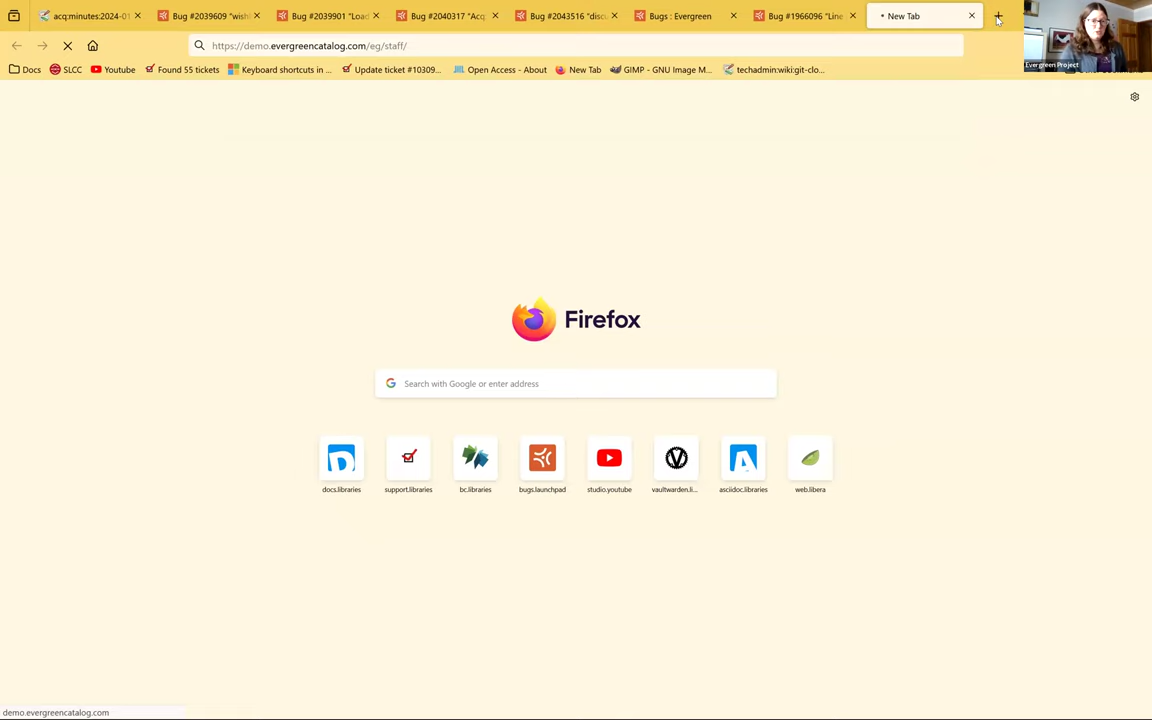 acq:minutes:2024-01
Bug #2039609 "wish
Bug #2039901 "Load
Bug #2040317 "Acq:
Bug #2043516 "discu
Bugs : Evergreen
Bug #1966096 "Line
New Tab
https://demo.evergreencatalog.com/eg/staff/
Docs
SLCC
Youtube
Found 55 tickets
Keyboard shortcuts in ...
Update ticket #10309...
Open Access - About
New Tab
GIMP - GNU Image M...
techadmin:wiki:git-clo...
Evergreen Project
Firefox
Search with Google or enter address
docs.libraries
support.libraries
bc.libraries
bugs.launchpad
studio.youtube
vaultwarden.li...
asciidoc.libraries
web.libera
demo.evergreencatalog.com